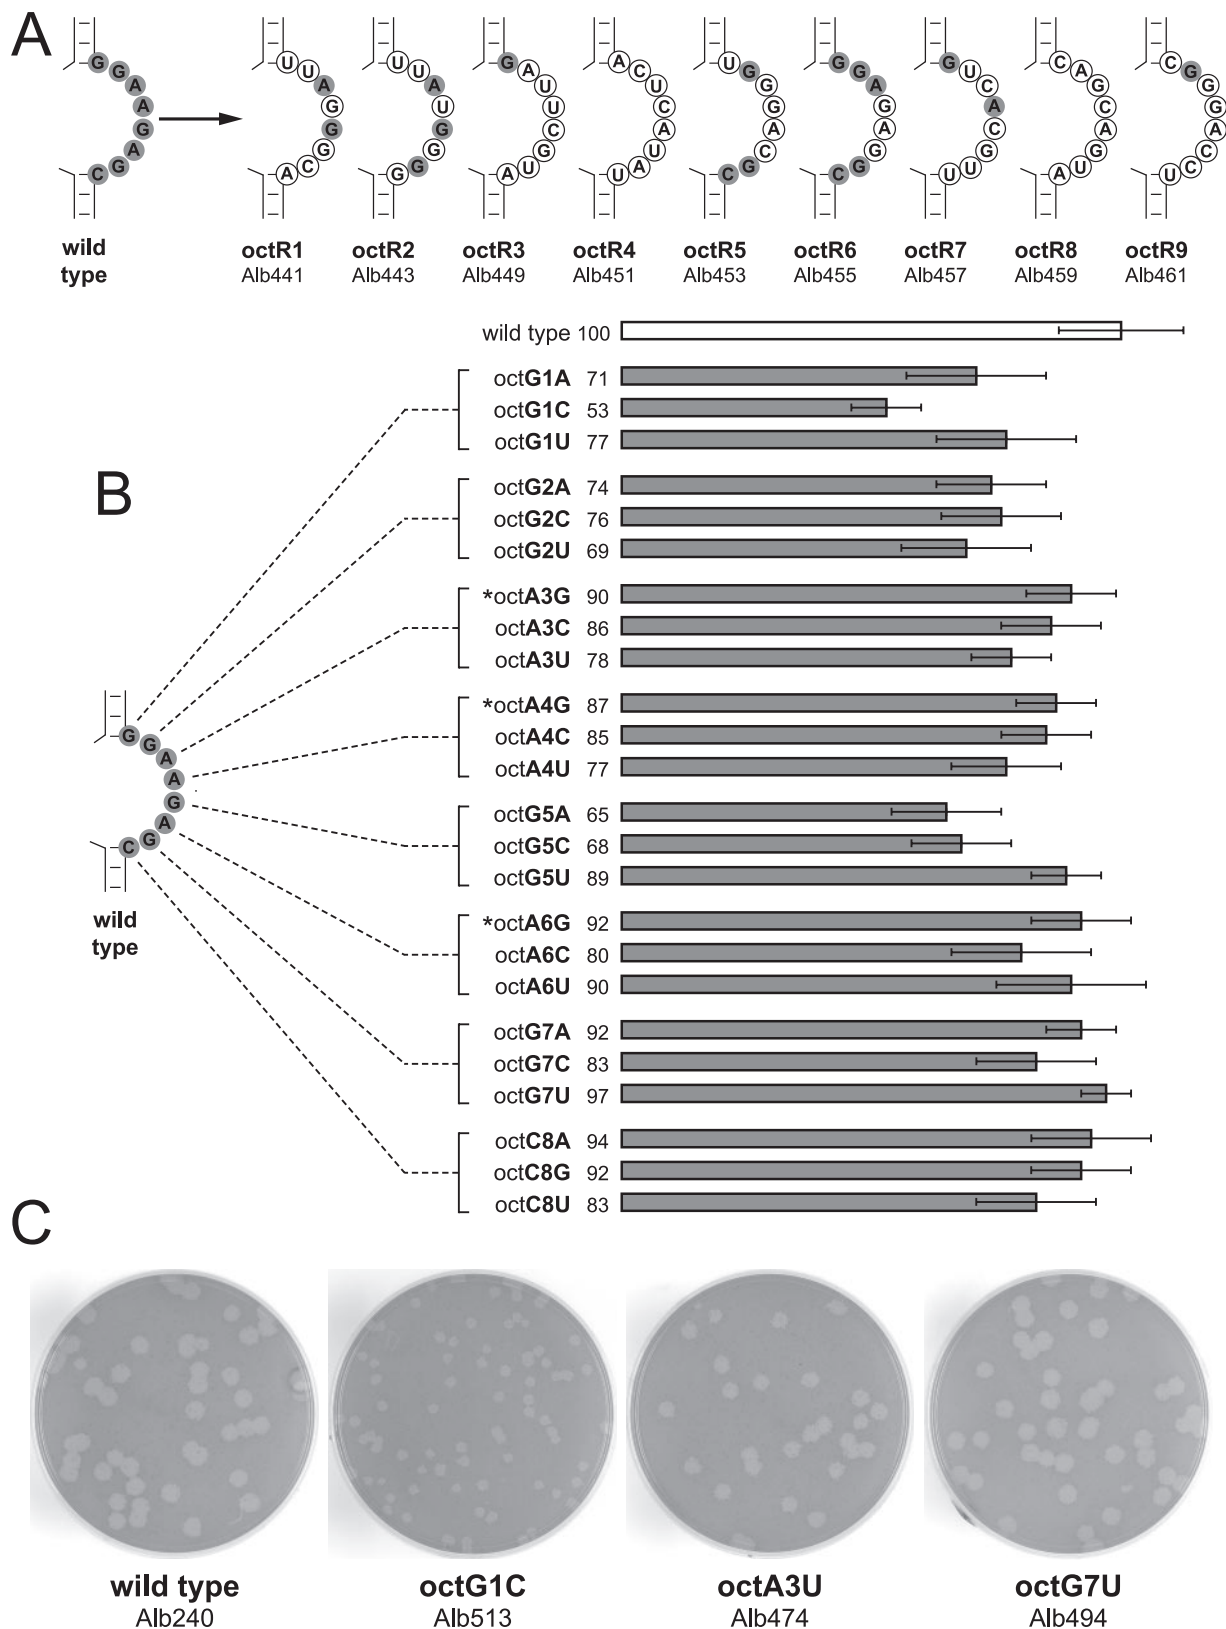 A
G G A A G A G C
U U A G G G C A
U U A U G G G G
G A U U C G U A
A C U C A U A U
U G G G A C G C
G G A G A G G C
G U C A C G U U
C A G C A A G U A
C G G G A C C U
wild type
octR1 octR2 octR3 octR4 octR5 octR6 octR7 octR8 octR9
Alb441 Alb443 Alb449 Alb451 Alb453 Alb455 Alb457 Alb459 Alb461
wild type 100
octG1A 71
octG1C 53
octG1U 77
B
octG2A 74
octG2C 76
octG2U 69
*octA3G 90
octA3C 86
octA3U 78
*octA4G 87
octA4C 85
octA4U 77
octG5A 65
octG5C 68
octG5U 89
*octA6G 92
octA6C 80
octA6U 90
octG7A 92
octG7C 83
octG7U 97
octC8A 94
octC8G 92
octC8U 83
G G A A G A G C
wild
type
C
wild type octG1C octA3U octG7U
Alb240 Alb513 Alb474 Alb494